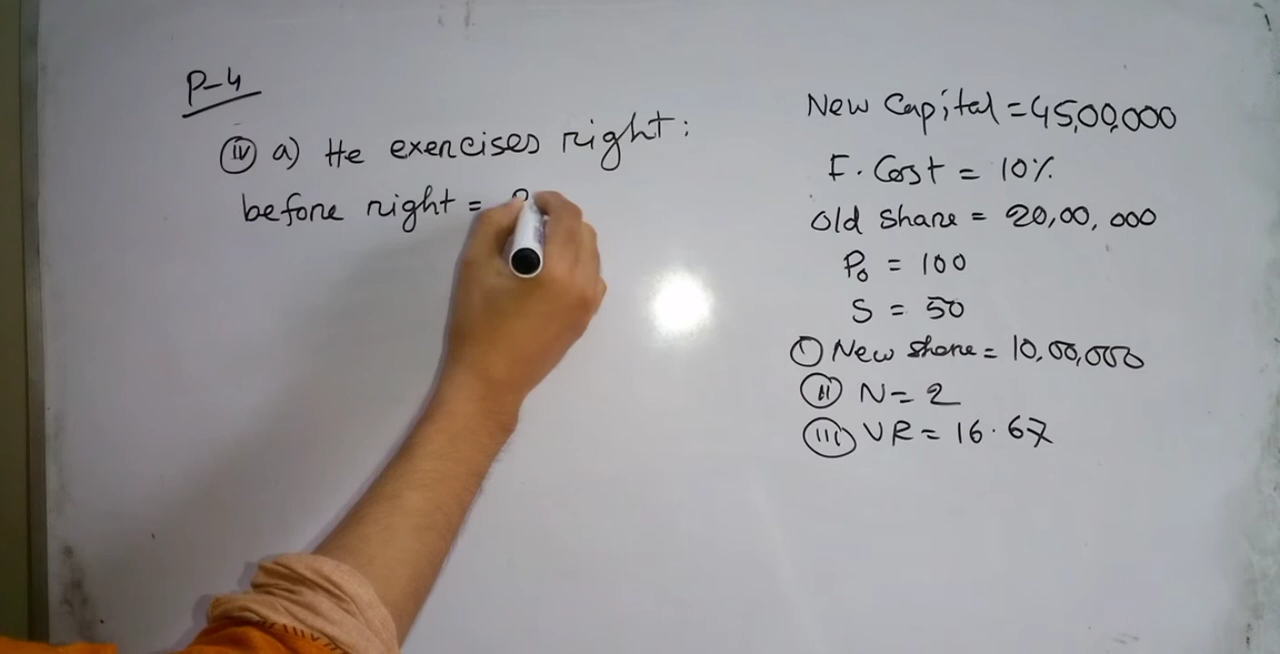 P-4
(iv) a) He exercises right:
before right =
New Capital = 45,00,000
F. Cost = 10%
Old share = 20,00,000
P₀ = 100
S = 50
(i) New share = 10,00,000
(ii) N = 2
(iii) VR = 16.67